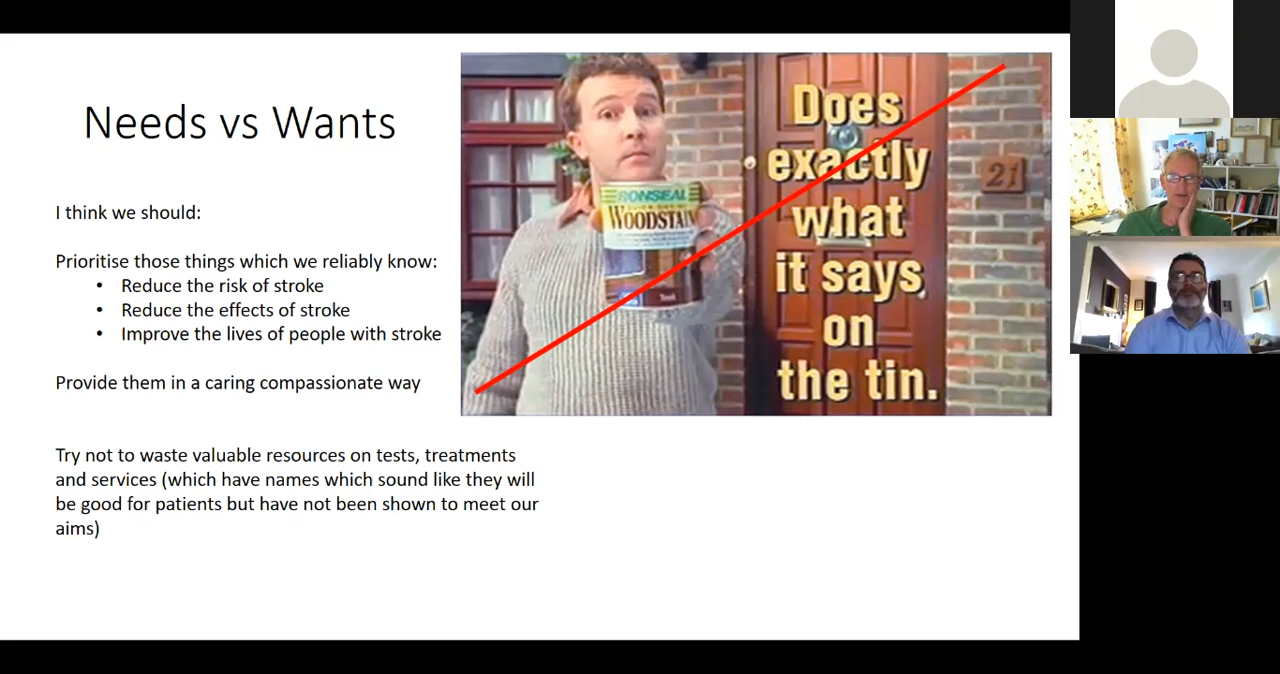 Needs vs Wants
I think we should:
Prioritise those things which we reliably know:
• Reduce the risk of stroke
• Reduce the effects of stroke
• Improve the lives of people with stroke
Provide them in a caring compassionate way
Try not to waste valuable resources on tests, treatments
and services (which have names which sound like they will
be good for patients but have not been shown to meet our
aims)
RONSEAL
WOODSTAIN
Does
exactly
what
it says
on
the tin.
21